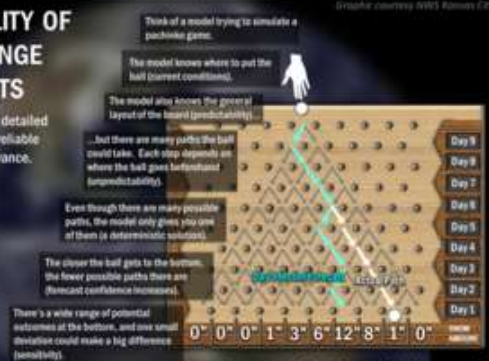 Graphic courtesy NWS Kansas Cit
LITY OF
NGE
TS
detailed
reliable
vance.
Think of a model trying to simulate a
pachinko game.
The model knows where to put the
ball (current conditions).
The model also knows the general
layout of the board (predictability)
...but there are many paths the ball
could take. Each step depends on
where the ball goes beforehand
(unpredictability).
Even though there are many possible
paths, the model only gives you one
of them (a deterministic solution).
The closer the ball gets to the bottom,
the fewer possible paths there are
(forecast confidence increases).
There's a wide range of potential
outcomes at the bottom, and one small
deviation could make a big difference
(sensitivity).
Day 9
Day 8
Day 7
Day 6
Day 5
Day 4
Day 3
Day 2
Day 1
Actual Path
0" 0" 0" 1" 3" 6" 12" 8" 1" 0"